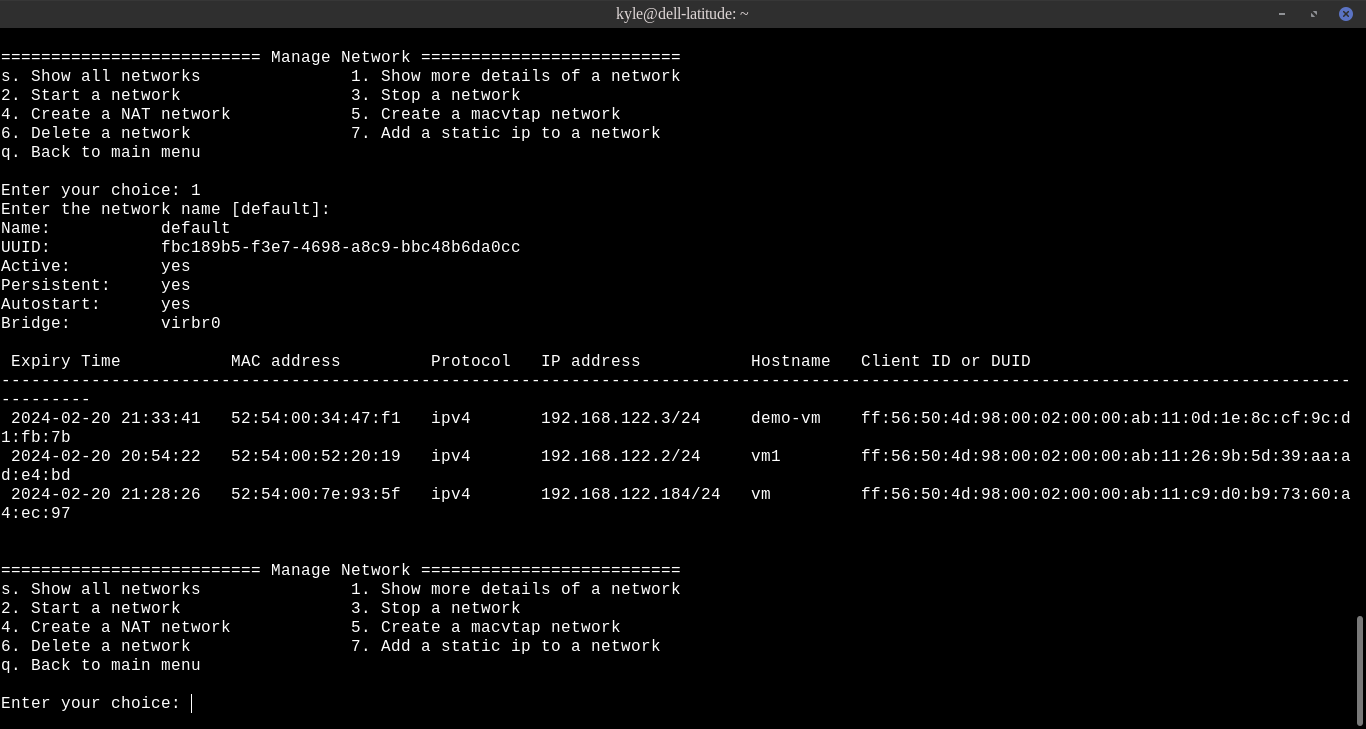 kyle@dell-latitude: ~
========================== Manage Network ==========================
s. Show all networks               1. Show more details of a network
2. Start a network                 3. Stop a network
4. Create a NAT network            5. Create a macvtap network
6. Delete a network                7. Add a static ip to a network
q. Back to main menu

Enter your choice: 1
Enter the network name [default]:
Name:           default
UUID:           fbc189b5-f3e7-4698-a8c9-bbc48b6da0cc
Active:         yes
Persistent:     yes
Autostart:      yes
Bridge:         virbr0

 Expiry Time           MAC address         Protocol   IP address           Hostname   Client ID or DUID
---------------------------------------------------------------------------------------------------------------------------------------
---------
 2024-02-20 21:33:41   52:54:00:34:47:f1   ipv4       192.168.122.3/24     demo-vm    ff:56:50:4d:98:00:02:00:00:ab:11:0d:1e:8c:cf:9c:d
1:fb:7b
 2024-02-20 20:54:22   52:54:00:52:20:19   ipv4       192.168.122.2/24     vm1        ff:56:50:4d:98:00:02:00:00:ab:11:26:9b:5d:39:aa:a
d:e4:bd
 2024-02-20 21:28:26   52:54:00:7e:93:5f   ipv4       192.168.122.184/24   vm         ff:56:50:4d:98:00:02:00:00:ab:11:c9:d0:b9:73:60:a
4:ec:97

========================== Manage Network ==========================
s. Show all networks               1. Show more details of a network
2. Start a network                 3. Stop a network
4. Create a NAT network            5. Create a macvtap network
6. Delete a network                7. Add a static ip to a network
q. Back to main menu

Enter your choice: